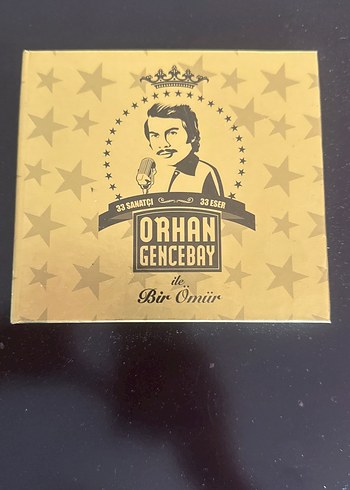 33 SANATÇI 33 ESER
ORHAN
GENCEBAY
ile
Bir Ömür